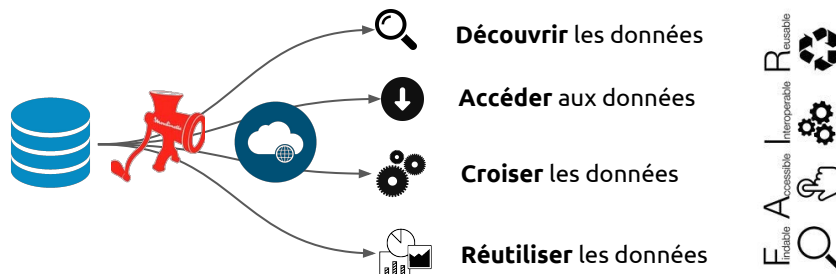 Découvrir les données
Accéder aux données
Croiser les données
Réutiliser les données
Findable
Accessible
Interoperable
Reusable